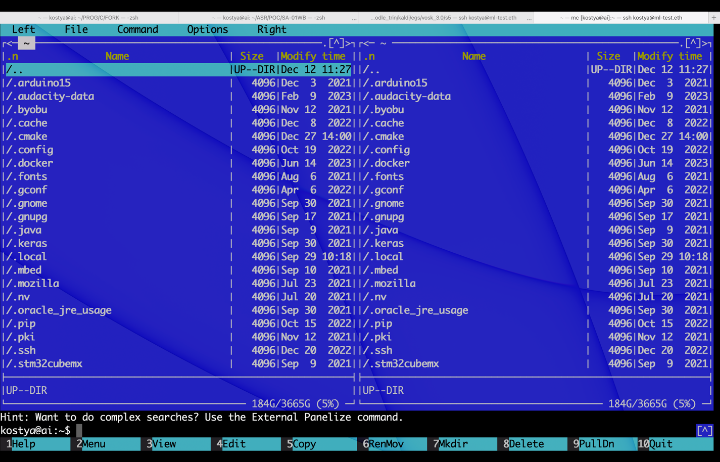 kostya@ai: ~/PROG/C/FORK — zsh kostya@ai: ~/ASR/POC/SA-01WB — zsh mc [kostya@ai]:~ — ssh kostya@ml-test.eth
Left File Command Options Right
┌<─ ~ ─.[^]>┐┌<─ ~ ─.[^]>┐
|.n Name | Size |Modify time||.n Name | Size |Modify time|
|/.. |UP--DIR|Dec 12 11:27||/.. |UP--DIR|Dec 12 11:27|
|/.arduino15 | 4096|Dec 3 2021||/.arduino15 | 4096|Dec 3 2021|
|/.audacity-data | 4096|Feb 9 2023||/.audacity-data | 4096|Feb 9 2023|
|/.byobu | 4096|Nov 12 2021||/.byobu | 4096|Nov 12 2021|
|/.cache | 4096|Dec 8 2022||/.cache | 4096|Dec 8 2022|
|/.cmake | 4096|Dec 27 14:00||/.cmake | 4096|Dec 27 14:00|
|/.config | 4096|Oct 19 2022||/.config | 4096|Oct 19 2022|
|/.docker | 4096|Jun 14 2023||/.docker | 4096|Jun 14 2023|
|/.fonts | 4096|Aug 6 2021||/.fonts | 4096|Aug 6 2021|
|/.gconf | 4096|Apr 6 2022||/.gconf | 4096|Apr 6 2022|
|/.gnome | 4096|Sep 30 2021||/.gnome | 4096|Sep 30 2021|
|/.gnupg | 4096|Sep 17 2021||/.gnupg | 4096|Sep 17 2021|
|/.java | 4096|Sep 9 2021||/.java | 4096|Sep 9 2021|
|/.keras | 4096|Sep 30 2021||/.keras | 4096|Sep 30 2021|
|/.local | 4096|Sep 29 10:18||/.local | 4096|Sep 29 10:18|
|/.mbed | 4096|Sep 10 2021||/.mbed | 4096|Sep 10 2021|
|/.mozilla | 4096|Jul 23 2021||/.mozilla | 4096|Jul 23 2021|
|/.nv | 4096|Jul 20 2021||/.nv | 4096|Jul 20 2021|
|/.oracle_jre_usage | 4096|Sep 30 2021||/.oracle_jre_usage | 4096|Sep 30 2021|
|/.pip | 4096|Oct 15 2022||/.pip | 4096|Oct 15 2022|
|/.pki | 4096|Nov 12 2021||/.pki | 4096|Nov 12 2021|
|/.ssh | 4096|Dec 20 2022||/.ssh | 4096|Dec 20 2022|
|/.stm32cubemx | 4096|Sep 9 2021||/.stm32cubemx | 4096|Sep 9 2021|
|UP--DIR ||UP--DIR |
184G/3665G (5%) 184G/3665G (5%)
Hint: Want to do complex searches? Use the External Panelize command.
kostya@ai:~$ [^]
1Help 2Menu 3View 4Edit 5Copy 6RenMov 7Mkdir 8Delete 9PullDn 10Quit